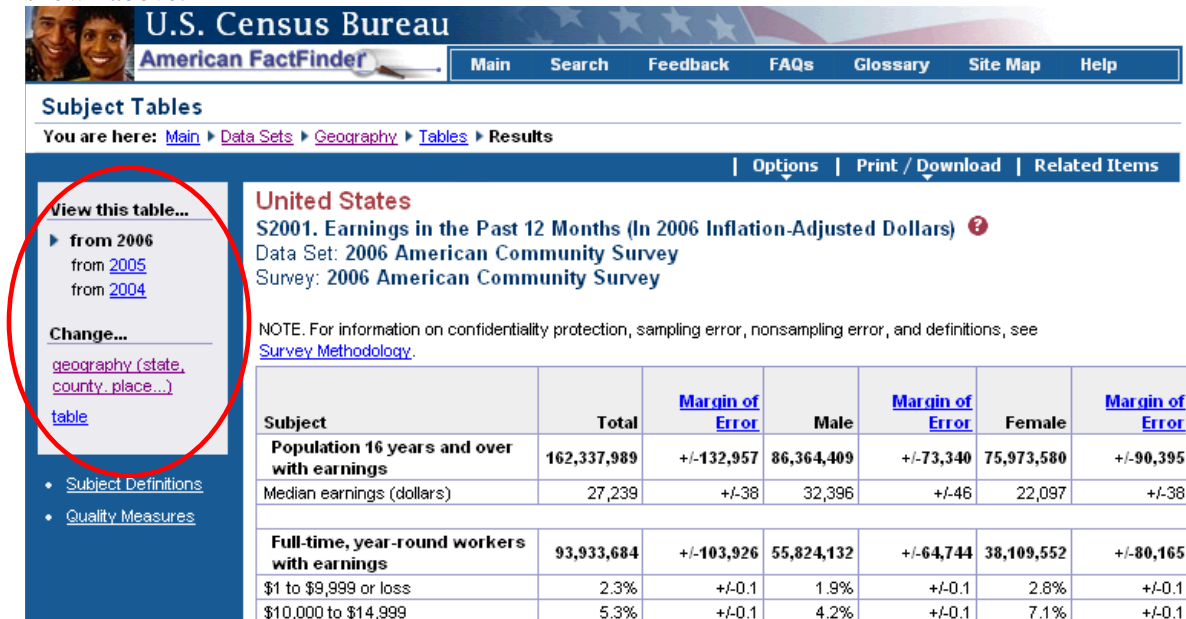 U.S. Census Bureau
American FactFinder
Main Search Feedback FAQs Glossary Site Map Help
Subject Tables
You are here: Main Data Sets Geography Tables Results
| Options | Print / Download | Related Items
View this table...
from 2006
from 2005
from 2004
Change...
geography (state,
county. place...)
table
Subject Definitions
Quality Measures
United States
S2001. Earnings in the Past 12 Months (In 2006 Inflation-Adjusted Dollars) ?
Data Set: 2006 American Community Survey
Survey: 2006 American Community Survey
NOTE. For information on confidentiality protection, sampling error, nonsampling error, and definitions, see
Survey Methodology.
Subject Total Margin of Error Male Margin of Error Female Margin of Error
Population 16 years and over
with earnings 162,337,989 +/-132,957 86,364,409 +/-73,340 75,973,580 +/-90,395
Median earnings (dollars) 27,239 +/-38 32,396 +/-46 22,097 +/-38
Full-time, year-round workers
with earnings 93,933,684 +/-103,926 55,824,132 +/-64,744 38,109,552 +/-80,165
$1 to $9,999 or loss 2.3% +/-0.1 1.9% +/-0.1 2.8% +/-0.1
$10,000 to $14,999 5.3% +/-0.1 4.2% +/-0.1 7.1% +/-0.1